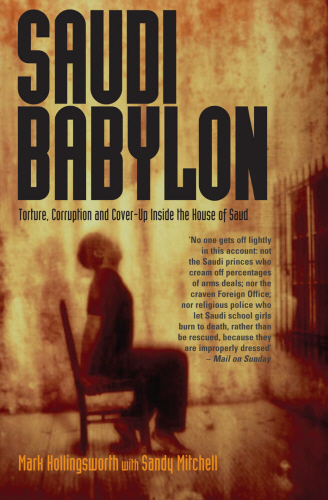 SAUDI
BABYLON
Torture, Corruption and Cover-Up Inside the House of Saud
'No one gets off lightly
in this account: not
the Saudi princes who
cream off percentages
of arms deals; nor the
craven Foreign Office;
nor religious police who
let Saudi school girls
burn to death, rather than
be rescued, because they
are improperly dressed'.
– Mail on Sunday
Mark Hollingsworth with Sandy Mitchell